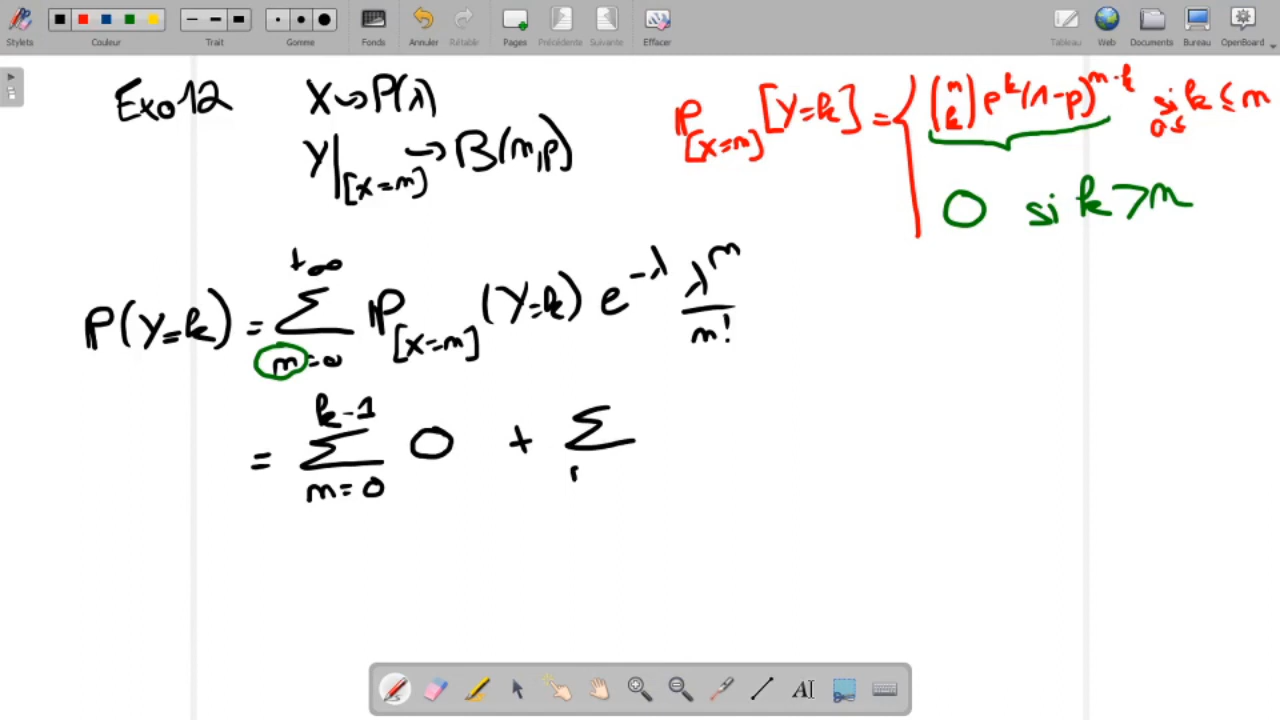 Stylets Couleur Trait Gomme Fonds Annuler Rétablir Pages Précédente Suivante Effacer Tableau Web Documents Bureau OpenBoard
Exo 12
X ↪ P(λ)
Y|[X=n] ↪ B(n,p)
P[X=n] [Y=k] = { (n k) p^k (1-p)^(n-k) si 0≤k≤n
0 si k>n
P(Y=k) = Σ_{n=0}^{+∞} P[X=n] (Y=k) e^{-λ} λ^n / n!
= Σ_{n=0}^{k-1} 0 + Σ
AI